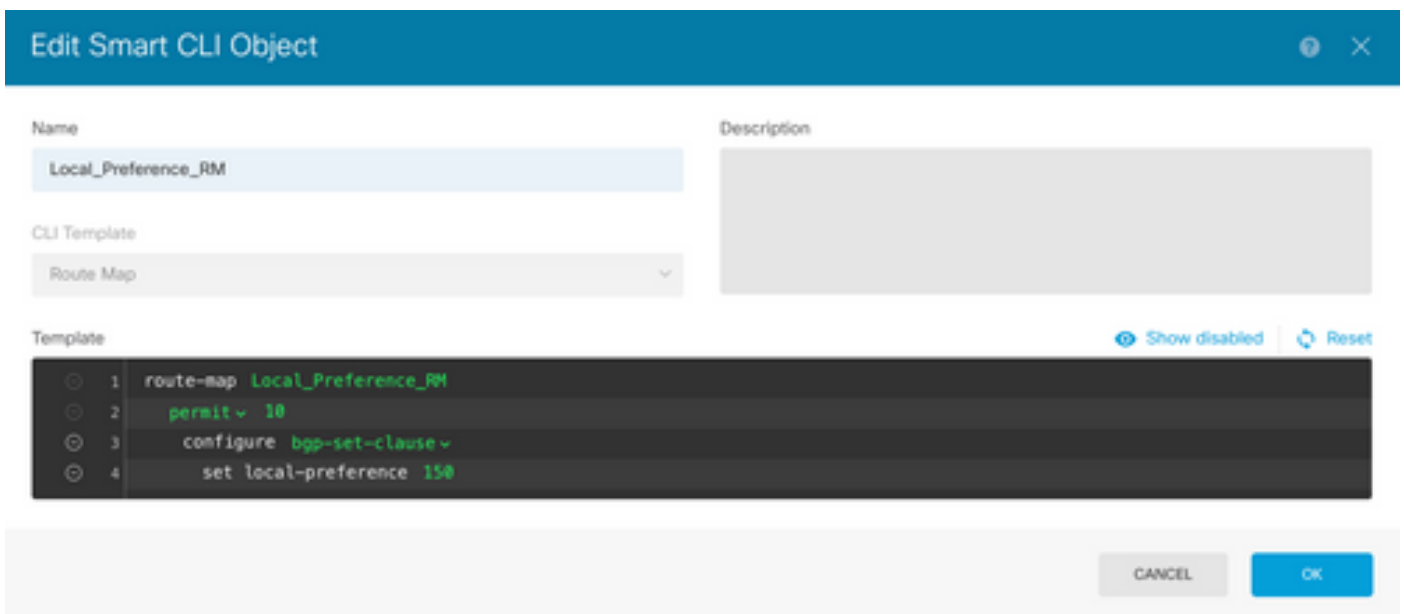 Edit Smart CLI Object
Name
Description
Local_Preference_RM
CLI Template
Route Map
Template
Show disabled
Reset
1 route-map Local_Preference_RM
2 permit 10
3 configure bgp-set-clause
4 set local-preference 150
CANCEL
OK